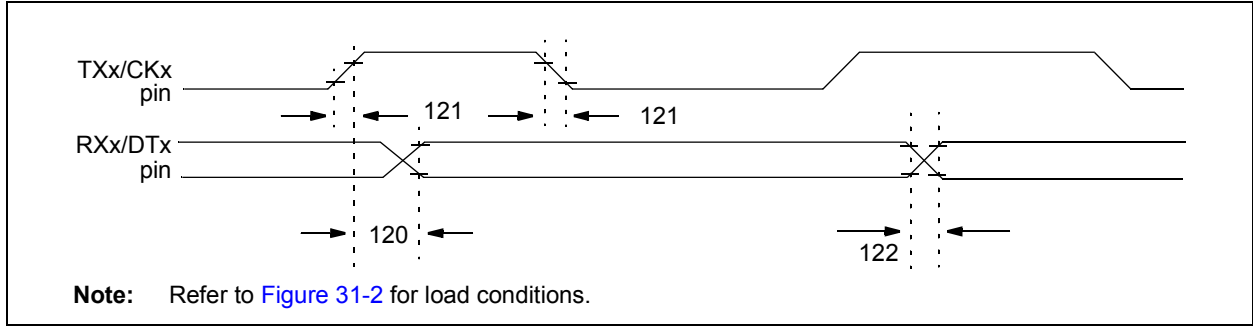 TXx/CKx
pin
121
121
RXx/DTx
pin
120
122
Note: Refer to Figure 31-2 for load conditions.